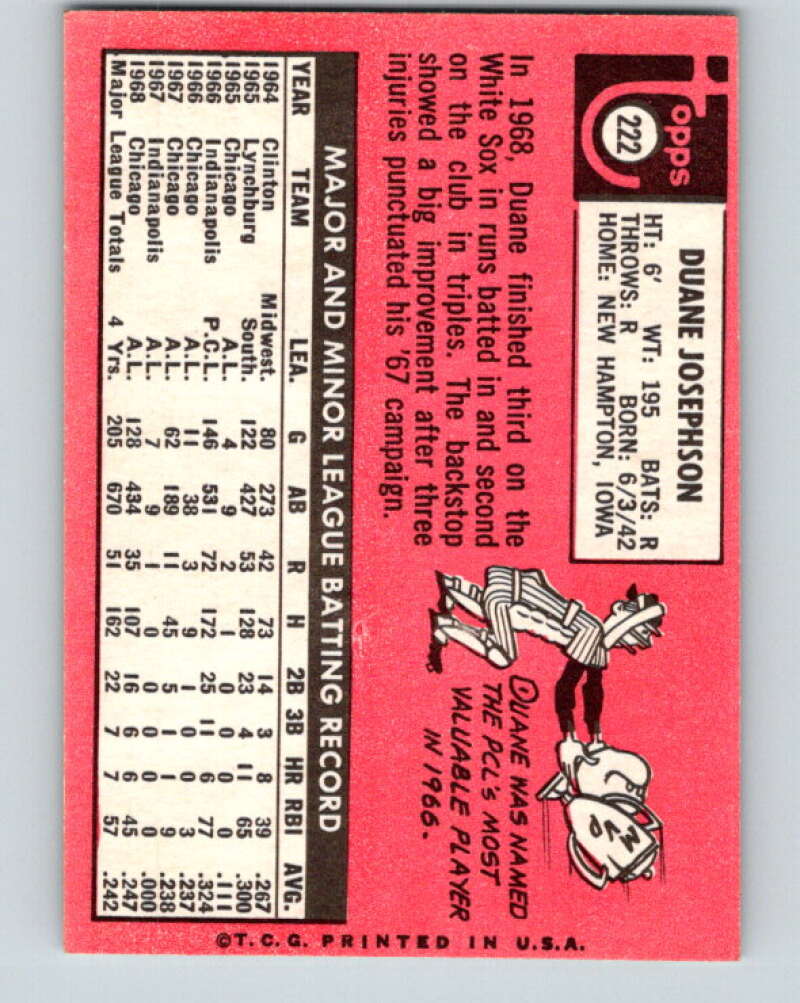 topps
222
DUANE JOSEPHSON
HT: 6' WT: 195 BATS: R
THROWS: R BORN: 6/3/42
HOME: NEW HAMPTON, IOWA
In 1968, Duane finished third on the
White Sox in runs batted in and second
on the club in triples. The backstop
showed a big improvement after three
injuries punctuated his '67 campaign.
MVP
DUANE WAS NAMED
THE PCL'S MOST
VALUABLE PLAYER
IN 1966.
MAJOR AND MINOR LEAGUE BATTING RECORD
YEAR TEAM LEA. G AB R H 2B 3B HR RBI AVG.
1964 Clinton Midwest. 80 273 42 73 14 3 8 39 .267
1965 Lynchburg South. 122 427 53 128 23 4 11 65 .300
1965 Chicago A.L. 4 9 2 1 0 0 0 0 .111
1966 Indianapolis P.C.L. 146 531 72 172 25 11 6 77 .324
1966 Chicago A.L. 11 38 3 9 1 0 0 3 .237
1967 Chicago A.L. 62 189 11 45 5 1 1 9 .238
1967 Indianapolis A.L. 7 9 1 0 0 0 0 0 .000
1968 Chicago A.L. 128 434 35 107 16 6 6 45 .247
Major League Totals 4 Yrs. 205 670 51 162 22 7 7 57 .242
©T.C.G. PRINTED IN U.S.A.